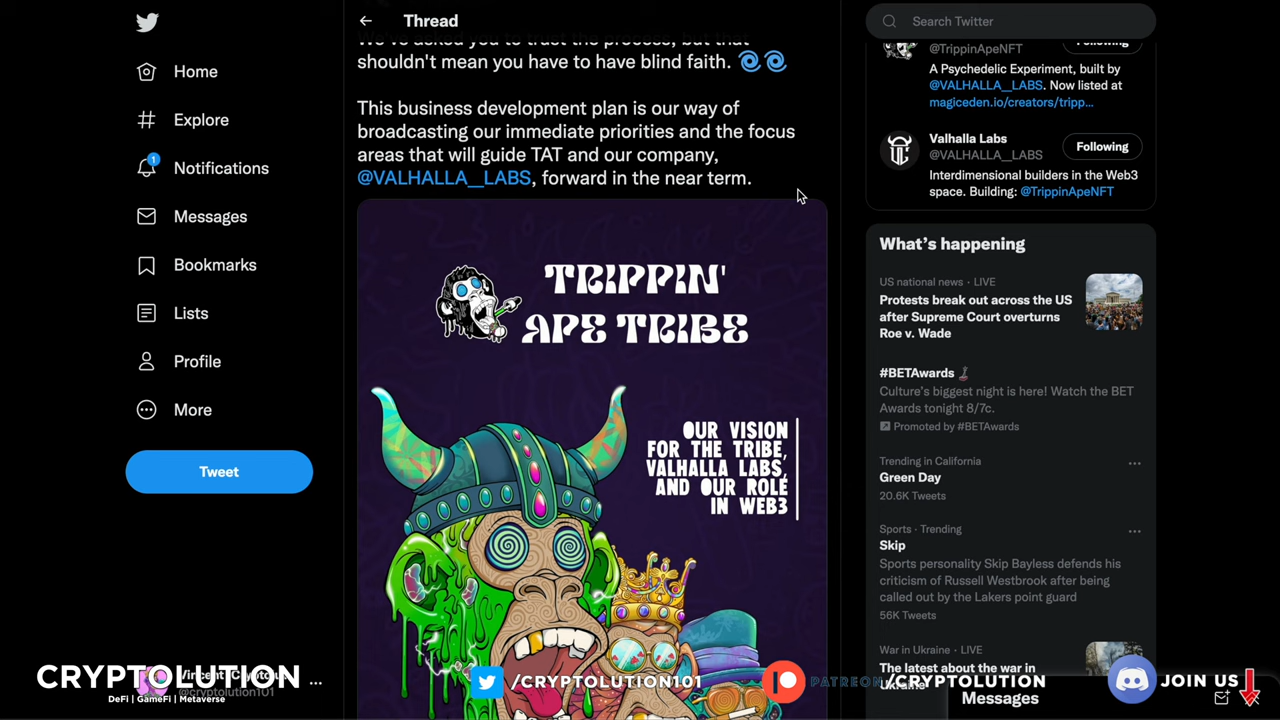 Thread
Search Twitter
Home
Explore
Notifications
1
Messages
Bookmarks
Lists
Profile
More
Tweet
We've asked you to trust the process, but that
shouldn't mean you have to have blind faith.
This business development plan is our way of
broadcasting our immediate priorities and the focus
areas that will guide TAT and our company,
@VALHALLA__LABS, forward in the near term.
TRIPPIN'
APE TRIBE
OUR VISION
FOR THE TRIBE,
VALHALLA LABS,
AND OUR ROLE
IN WEB3
@TrippinApeNFT
Following
A Psychedelic Experiment, built by
@VALHALLA__LABS. Now listed at
magiceden.io/creators/tripp...
Valhalla Labs
@VALHALLA__LABS
Following
Interdimensional builders in the Web3
space. Building: @TrippinApeNFT
What's happening
US national news · LIVE
Protests break out across the US
after Supreme Court overturns
Roe v. Wade
#BETAwards
Culture's biggest night is here! Watch the BET
Awards tonight 8/7c.
Promoted by #BETAwards
Trending in California
Green Day
20.6K Tweets
Sports · Trending
Skip
Sports personality Skip Bayless defends his
criticism of Russell Westbrook after being
called out by the Lakers point guard
56K Tweets
War in Ukraine · LIVE
The latest about the war in
Ukraine
Messages
CRYPTOLUTION
DeFi | GameFi | Metaverse
@cryptolution101
/CRYPTOLUTION101
PATREON/CRYPTOLUTION
JOIN US